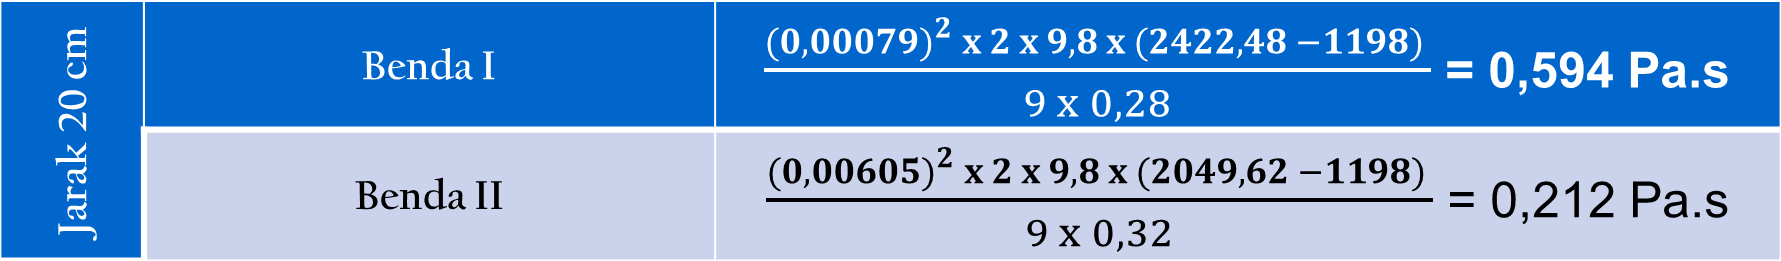 Jarak 20 cm
Benda I
(0,00079)² x 2 x 9,8 x (2422,48 −1198)
9 x 0,28
= 0,594 Pa.s
Benda II
(0,00605)² x 2 x 9,8 x (2049,62 −1198)
9 x 0,32
= 0,212 Pa.s